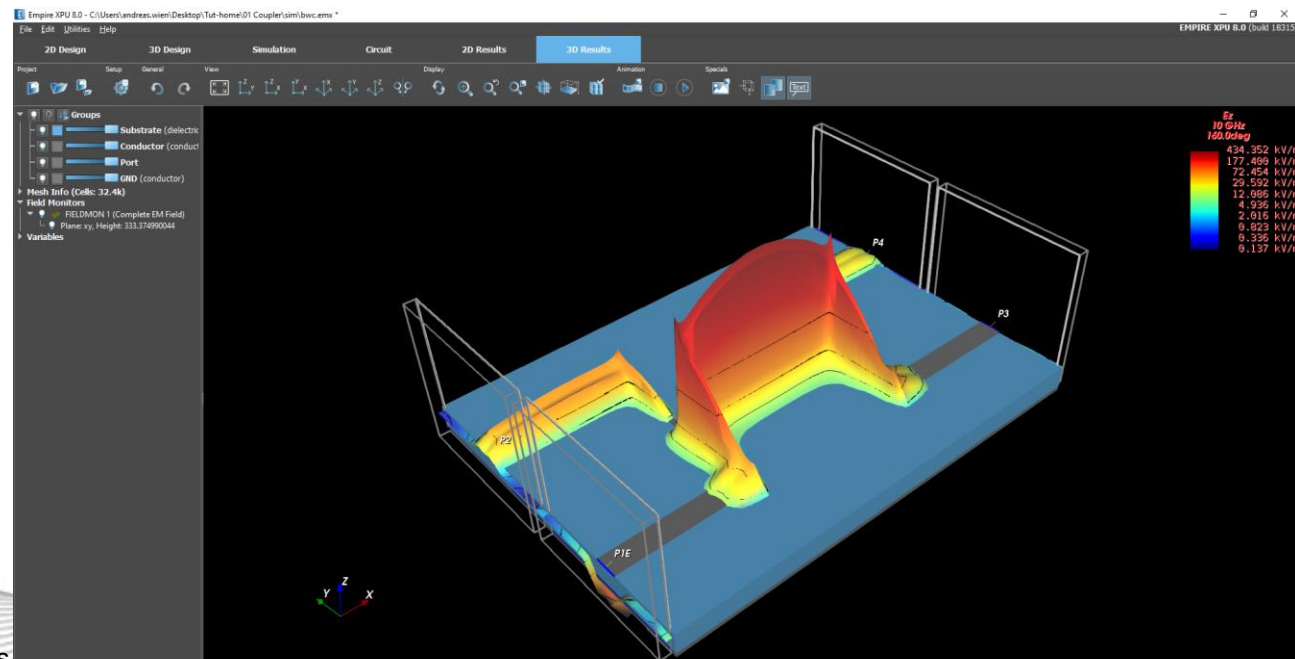 Empire XPU 8.0 - C:\Users\andreas.wien\Desktop\Tut-home\01 Coupler\sim\bwc.emx *
File Edit Utilities Help
EMPIRE XPU 8.0 (build 18315
2D Design 3D Design Simulation Circuit 2D Results 3D Results
Project Setup General View Display Animation Specials
Text
Groups
Substrate (dielectric
Conductor (conduct
Port
GND (conductor)
Mesh Info (Cells: 32.4k)
Field Monitors
FIELDMON 1 (Complete EM Field)
Plane: xy, Height: 333.374990044
Variables
Ez
10 GHz
160.0deg
434.352 kV/m
177.409 kV/m
72.454 kV/m
29.592 kV/m
12.086 kV/m
4.936 kV/m
2.016 kV/m
0.823 kV/m
0.336 kV/m
0.137 kV/m
P4
P3
P2
P1E
Y Z X
s